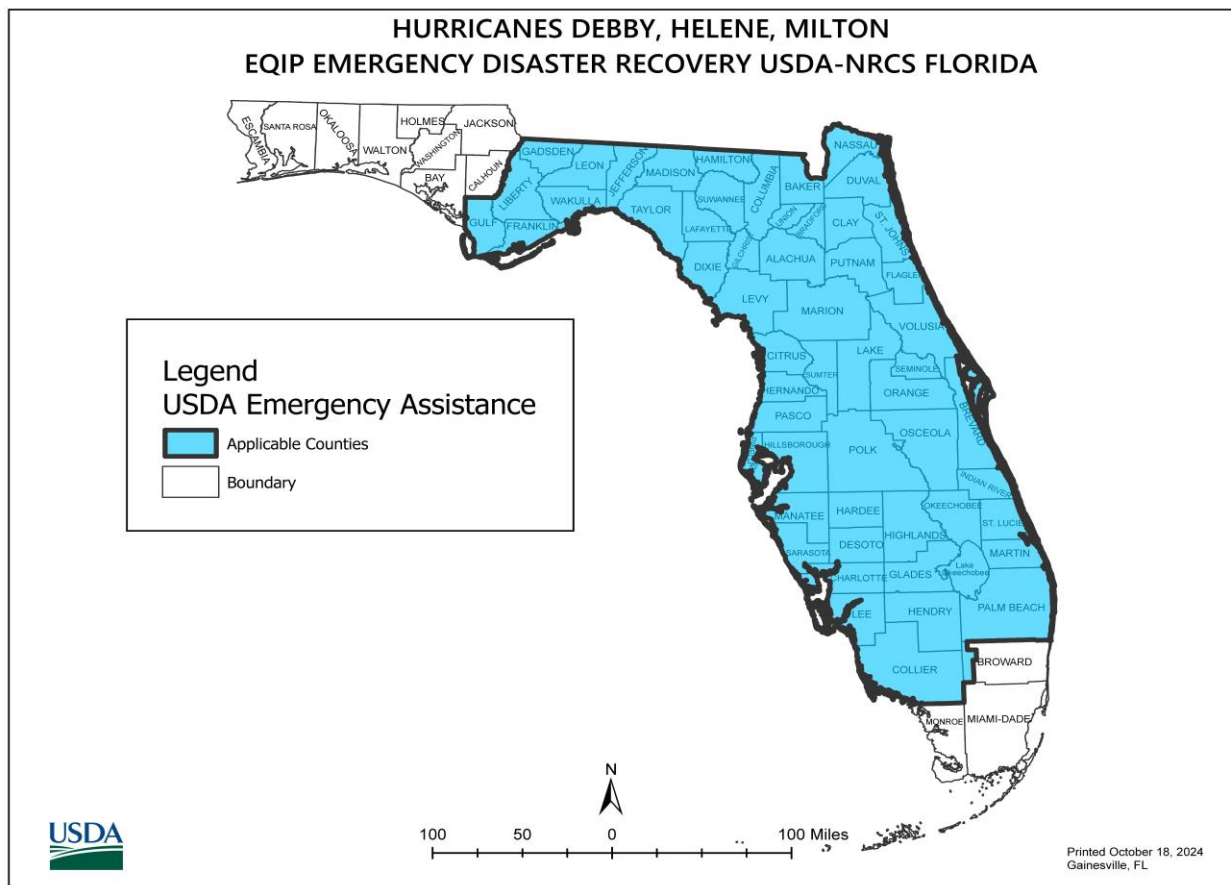 HURRICANES DEBBY, HELENE, MILTON
EQIP EMERGENCY DISASTER RECOVERY USDA-NRCS FLORIDA
ESCAMBIA
SANTA ROSA
OKALOOSA
WALTON
HOLMES
WASHINGTON
JACKSON
BAY
CALHOUN
GULF
LIBERTY
GADSDEN
FRANKLIN
LEON
WAKULLA
JEFFERSON
MADISON
TAYLOR
HAMILTON
SUWANNEE
LAFAYETTE
DIXIE
COLUMBIA
GILCHRIST
BAKER
UNION
BRADFORD
NASSAU
DUVAL
CLAY
ST. JOHNS
ALACHUA
PUTNAM
FLAGLE
LEVY
MARION
VOLUSIA
CITRUS
SUMTER
LAKE
SEMINOLE
HERNANDO
ORANGE
PASCO
BREVARD
OSCEOLA
HILLSBOROUGH
POLK
INDIAN RIVER
MANATEE
HARDEE
OKEECHOBEE
ST. LUCIE
HIGHLANDS
SARASOTA
DESOTO
MARTIN
CHARLOTTE
GLADES
Lake
Okeechobee
LEE
HENDRY
PALM BEACH
COLLIER
BROWARD
MONROE
MIAMI-DADE
Legend
USDA Emergency Assistance
Applicable Counties
Boundary
N
100 50 0 100 Miles
USDA
Printed October 18, 2024
Gainesville, FL